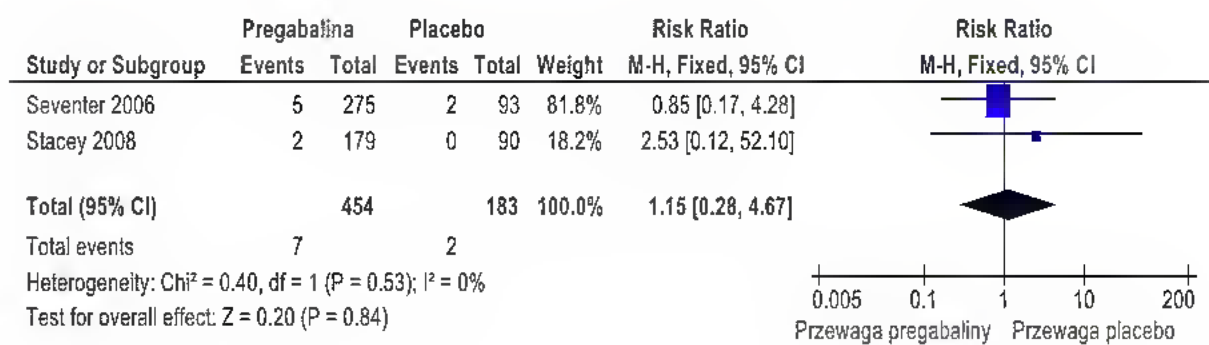 Pregabalina Placebo Risk Ratio Risk Ratio
Study or Subgroup Events Total Events Total Weight M-H, Fixed, 95% CI M-H, Fixed, 95% CI
Seventer 2006 5 275 2 93 81.8% 0.85 [0.17, 4.28]
Stacey 2008 2 179 0 90 18.2% 2.53 [0.12, 52.10]
Total (95% CI) 454 183 100.0% 1.15 [0.28, 4.67]
Total events 7 2
Heterogeneity: Chi² = 0.40, df = 1 (P = 0.53); I² = 0%
Test for overall effect: Z = 0.20 (P = 0.84)
0.005 0.1 1 10 200
Przewaga pregabaliny Przewaga placebo